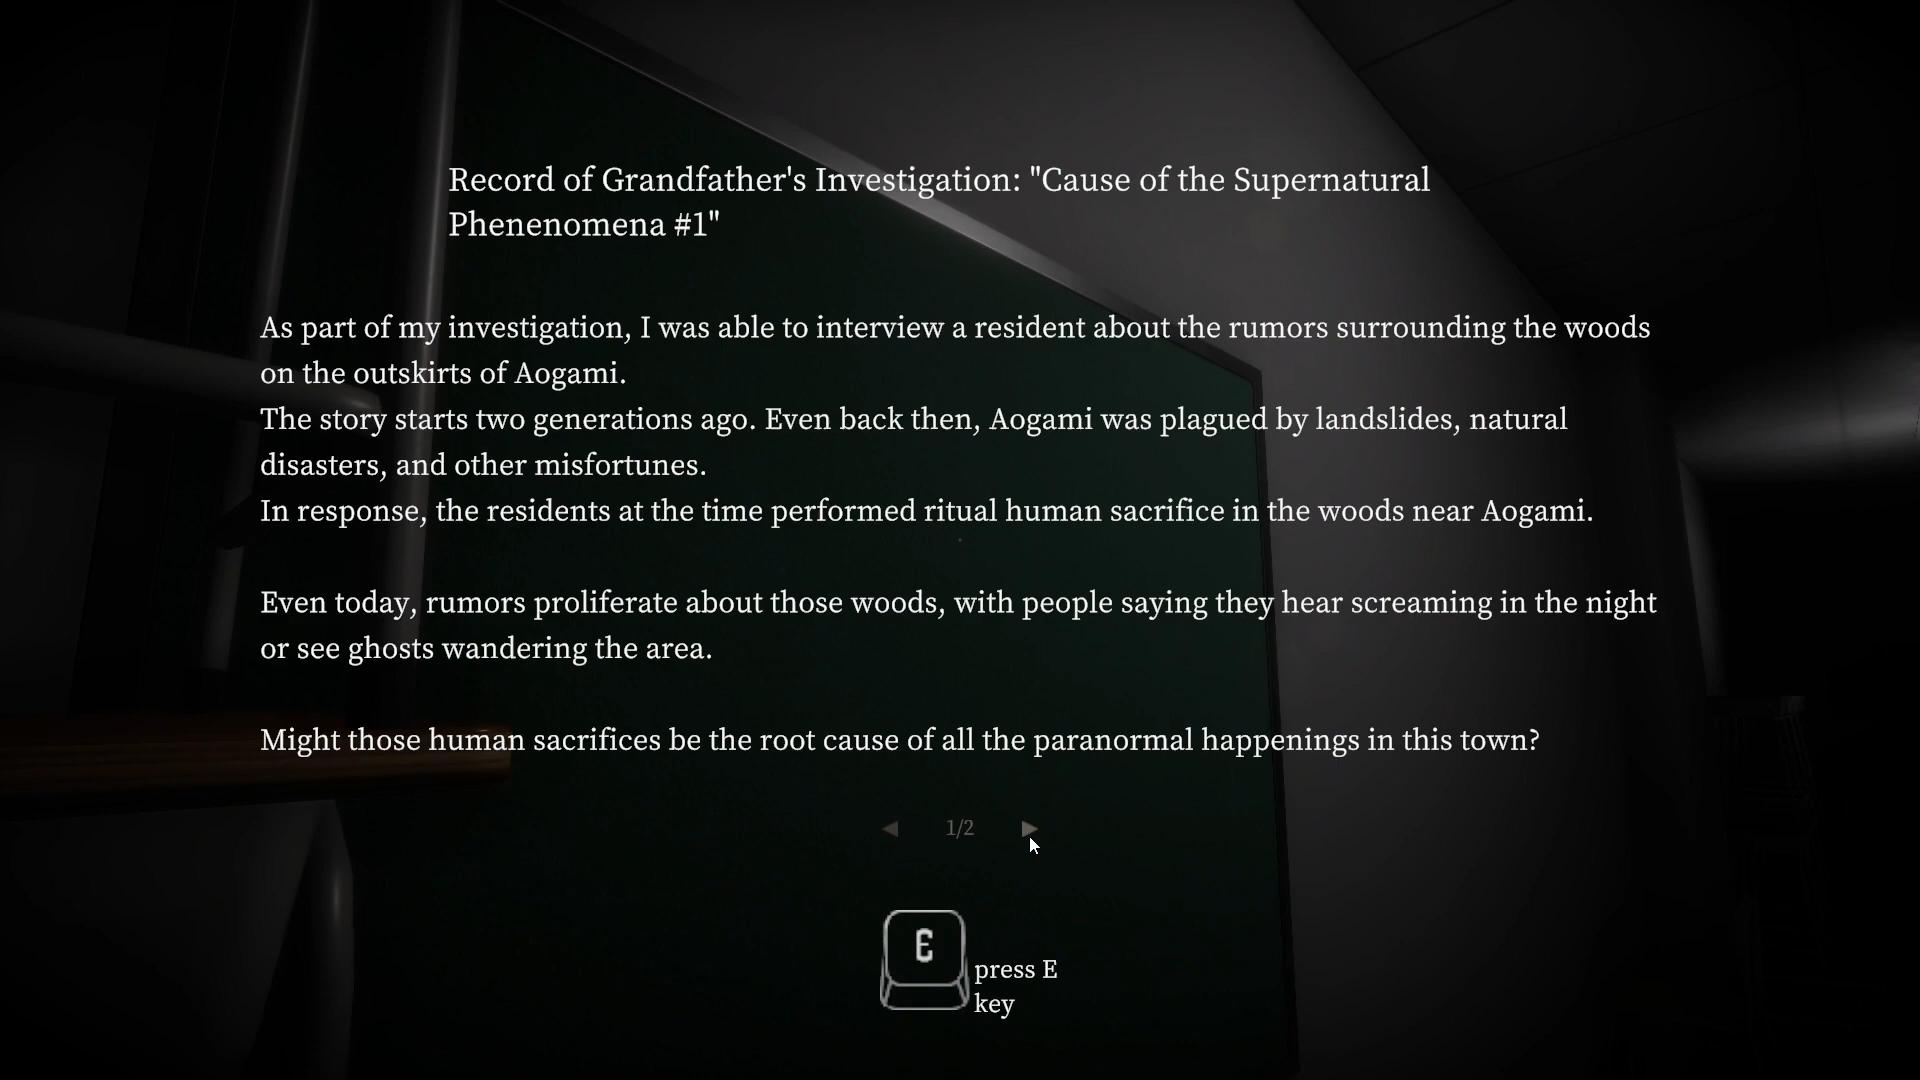 Record of Grandfather's Investigation: "Cause of the Supernatural
Phenenomena #1"
As part of my investigation, I was able to interview a resident about the rumors surrounding the woods
on the outskirts of Aogami.
The story starts two generations ago. Even back then, Aogami was plagued by landslides, natural
disasters, and other misfortunes.
In response, the residents at the time performed ritual human sacrifice in the woods near Aogami.
Even today, rumors proliferate about those woods, with people saying they hear screaming in the night
or see ghosts wandering the area.
Might those human sacrifices be the root cause of all the paranormal happenings in this town?
1/2
E
press E
key